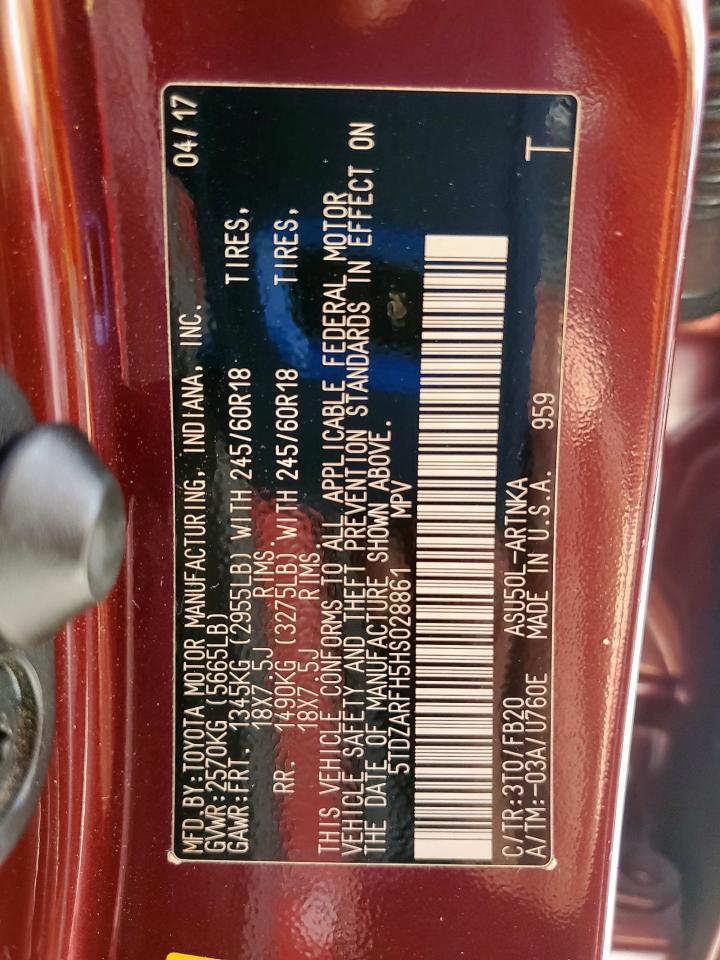 MFD.BY:TOYOTA MOTOR MANUFACTURING, INDIANA, INC. 04/17
GVWR:2570KG (5665LB)
GAWR:FRT. 1345KG (2955LB) WITH 245/60R18 TIRES,
18X7.5J RIMS.
RR. 1490KG (3275LB) WITH 245/60R18 TIRES,
18X7.5J RIMS.
THIS VEHICLE CONFORMS TO ALL APPLICABLE FEDERAL MOTOR
VEHICLE SAFETY AND THEFT PREVENTION STANDARDS IN EFFECT ON
THE DATE OF MANUFACTURE SHOWN ABOVE.
5TDZARFH5HS028861 MPV
C/TR:3T0/FB20 ASU50L-ARTNKA T
A/TM:-03A/U760E MADE IN U.S.A. 959